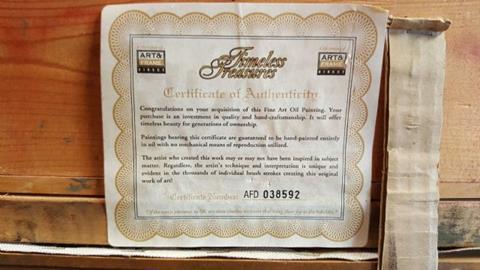 ART&
FRAME
DIRECT
Timeless
Treasures
ART&
FRAME
DIRECT
Certificate of Authenticity
Congratulations on your acquisition of this Fine Art Oil Painting. Your
purchase is an investment in quality and hand-craftsmanship. It will offer
timeless beauty for generations of ownership.
Paintings bearing this certificate are guaranteed to be hand-painted entirely
in oil with no mechanical means of reproduction utilized.
The artist who created this work may or may not have been inspired in subject
matter. Regardless, the artist's technique and interpretation is unique and
evident in the thousands of individual brush strokes creating this original
work of art!
Certificate Number: AFD 038592